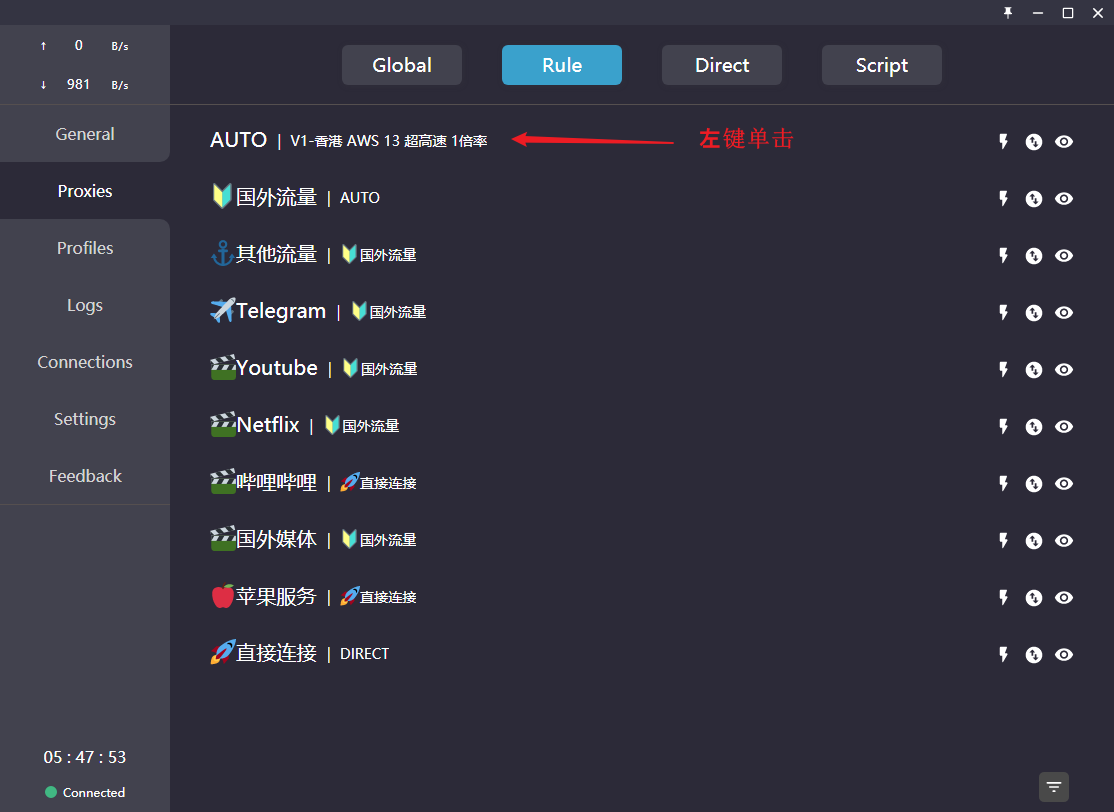 ↑ 0 B/s
↓ 981 B/s
Global Rule Direct Script
General
Proxies
Profiles
Logs
Connections
Settings
Feedback
AUTO | V1-香港 AWS 13 超高速 1倍率
左键单击
国外流量 | AUTO
其他流量 | 国外流量
Telegram | 国外流量
Youtube | 国外流量
Netflix | 国外流量
哔哩哔哩 | 直接连接
国外媒体 | 国外流量
苹果服务 | 直接连接
直接连接 | DIRECT
05 : 47 : 53
Connected